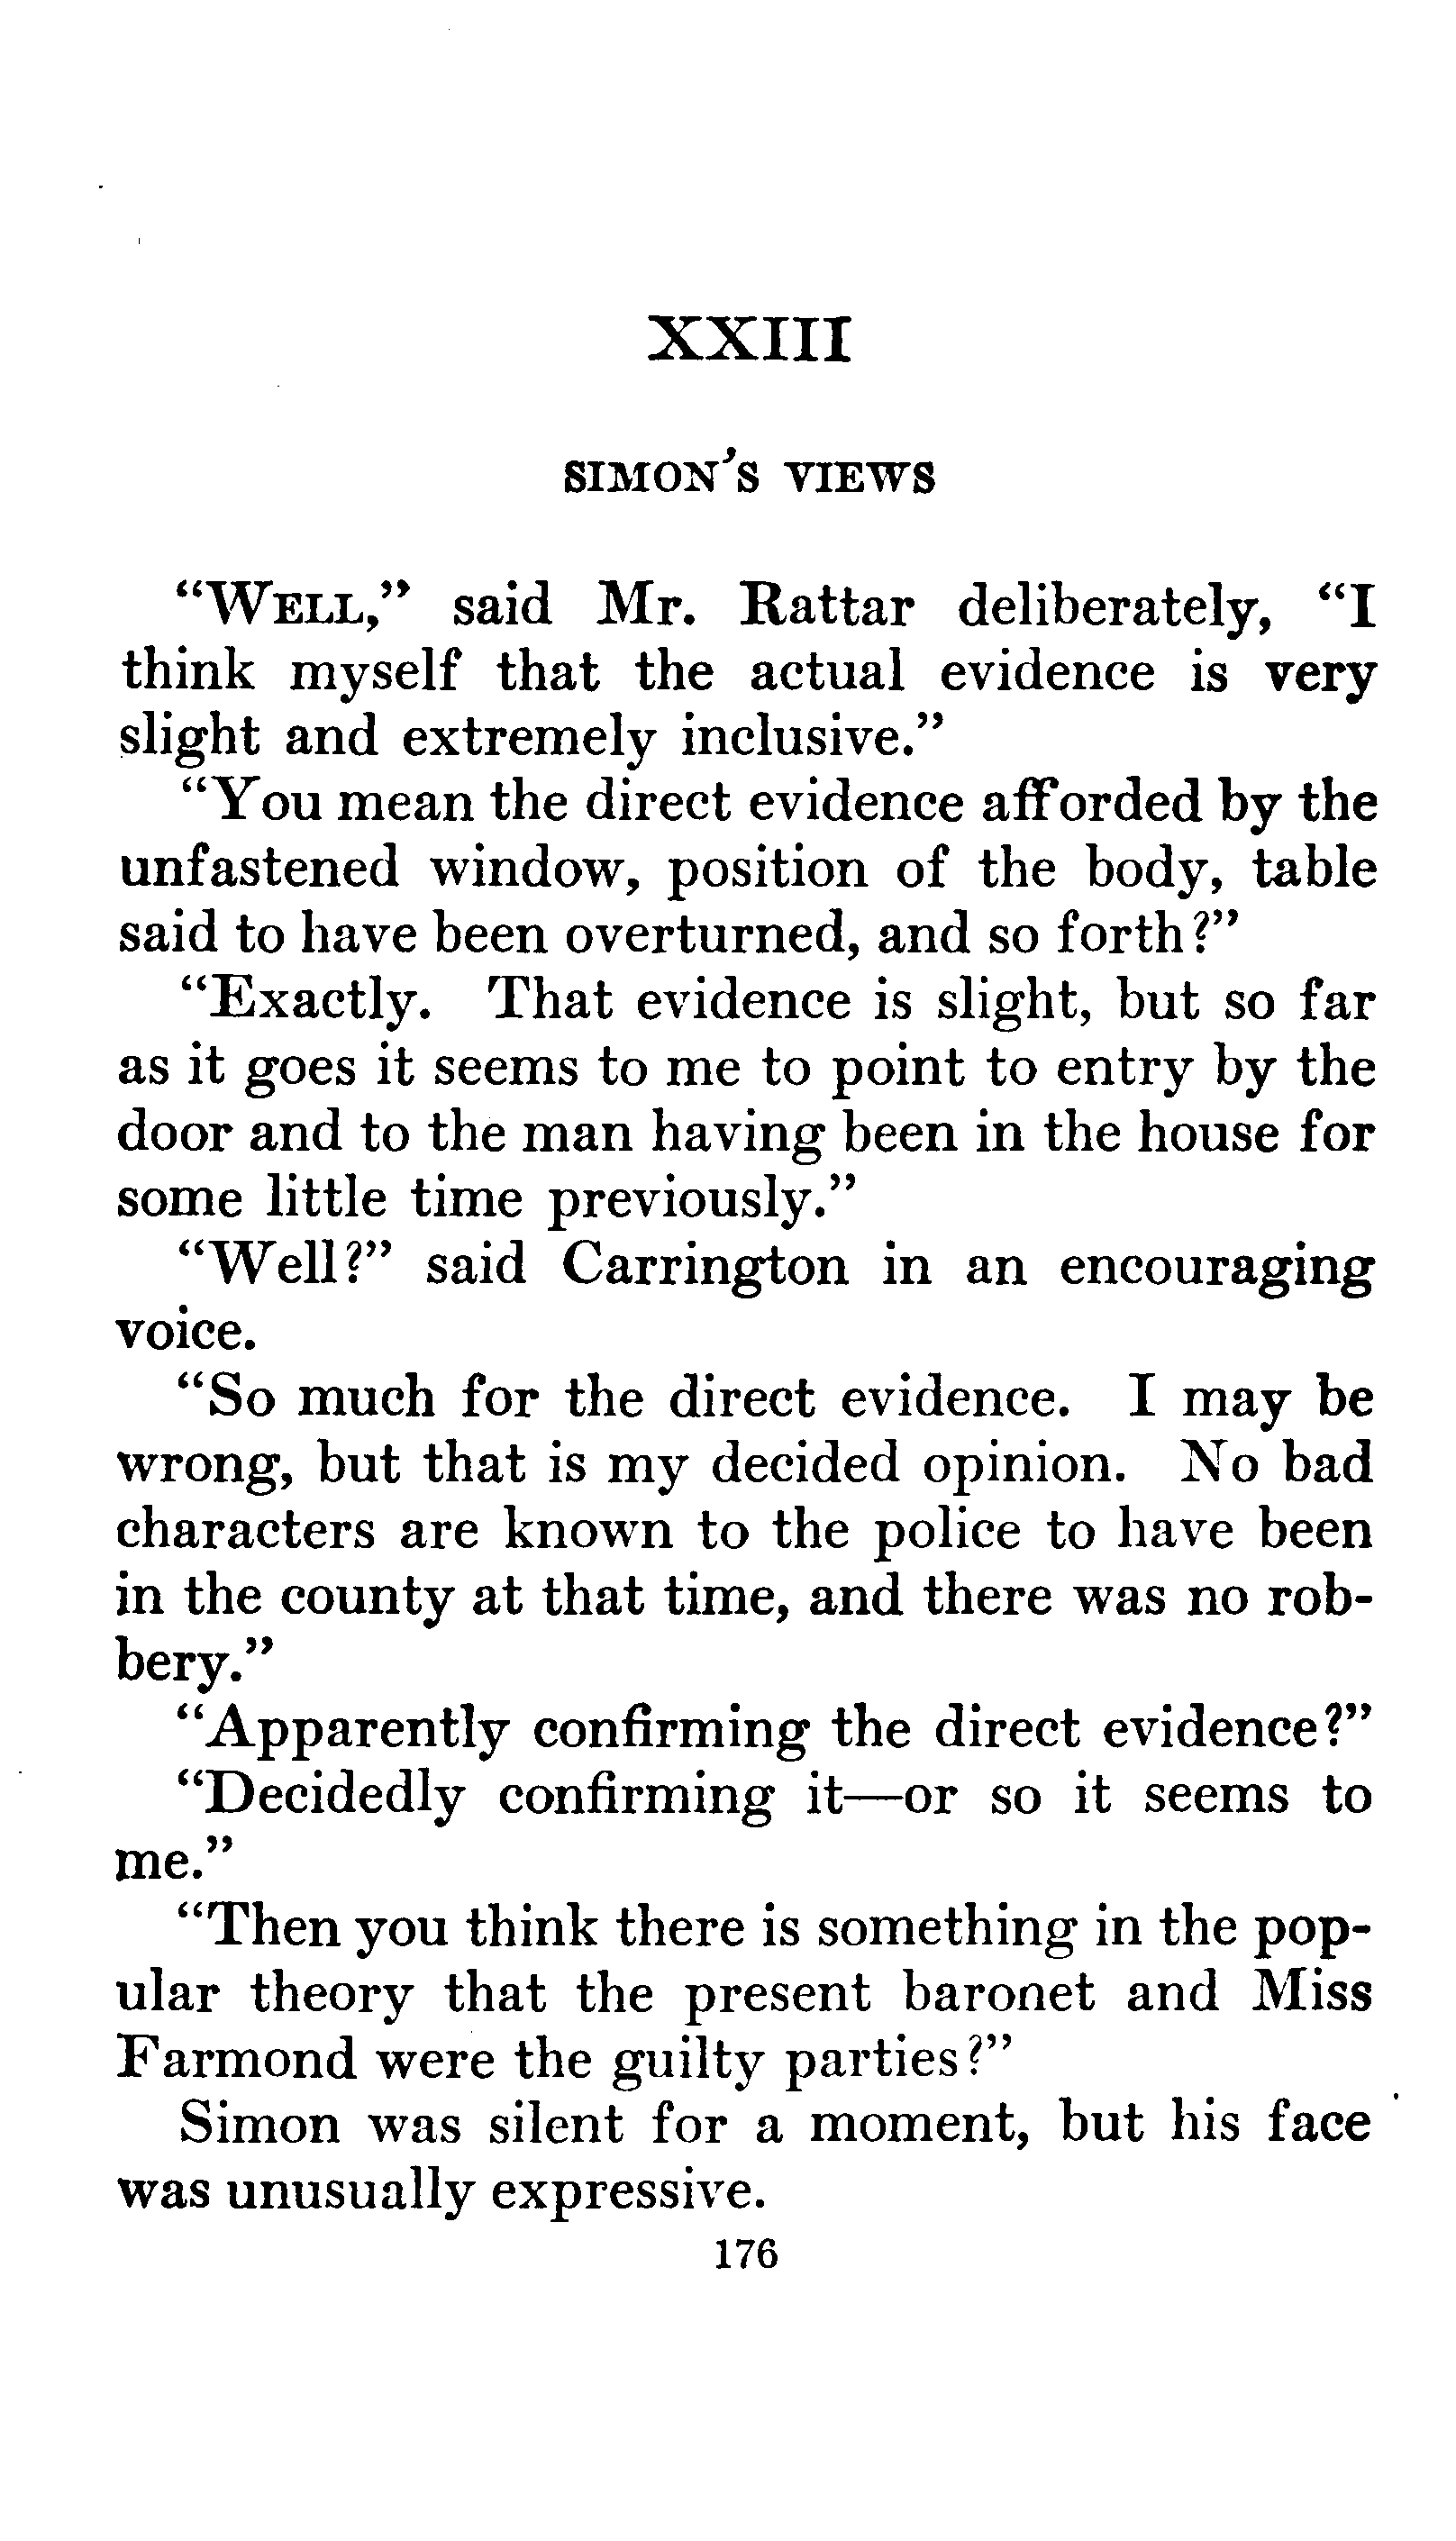 XXIII
SIMON'S VIEWS
"WELL," said Mr. Rattar deliberately, "I
think myself that the actual evidence is very
slight and extremely inclusive."
"You mean the direct evidence afforded by the
unfastened window, position of the body, table
said to have been overturned, and so forth?"
"Exactly. That evidence is slight, but so far
as it goes it seems to me to point to entry by the
door and to the man having been in the house for
some little time previously."
"Well?" said Carrington in an encouraging
voice.
"So much for the direct evidence. I may be
wrong, but that is my decided opinion. No bad
characters are known to the police to have been
in the county at that time, and there was no rob-
bery."
"Apparently confirming the direct evidence?"
"Decidedly confirming it—or so it seems to
me."
"Then you think there is something in the pop-
ular theory that the present baronet and Miss
Farmond were the guilty parties?"
Simon was silent for a moment, but his face
was unusually expressive.
176